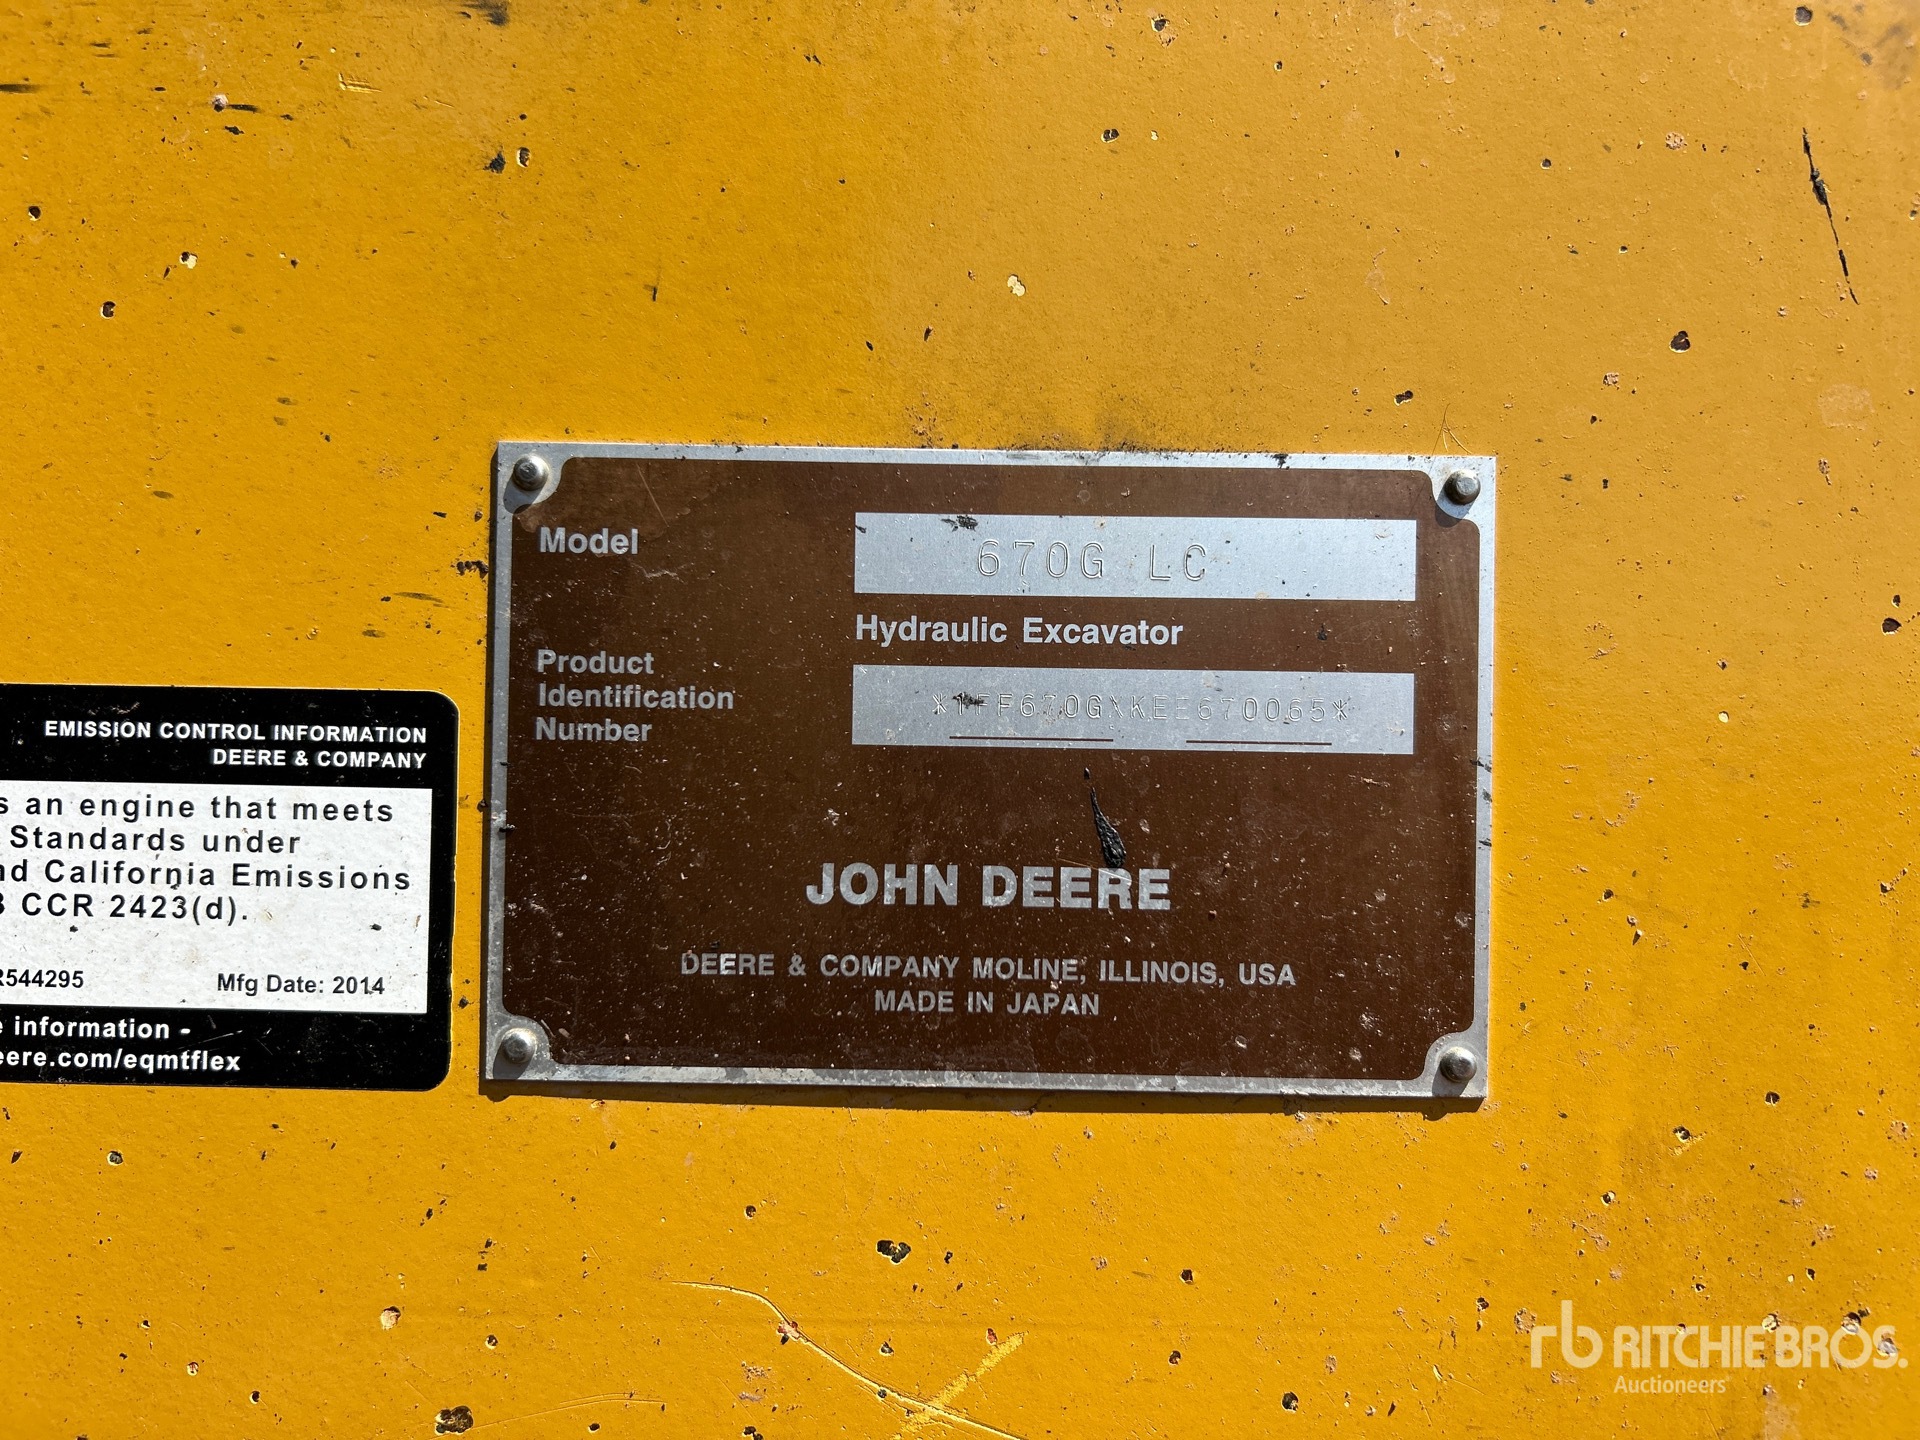 Model
670G LC
Hydraulic Excavator
Product
Identification
Number
*1FF670GXKEE670065*
JOHN DEERE
DEERE & COMPANY MOLINE, ILLINOIS, USA
MADE IN JAPAN
EMISSION CONTROL INFORMATION
DEERE & COMPANY
s an engine that meets
Standards under
nd California Emissions
3 CCR 2423(d).
R544295
Mfg Date: 2014
e information -
eere.com/eqmtflex
rb RITCHIE BROS.
Auctioneers